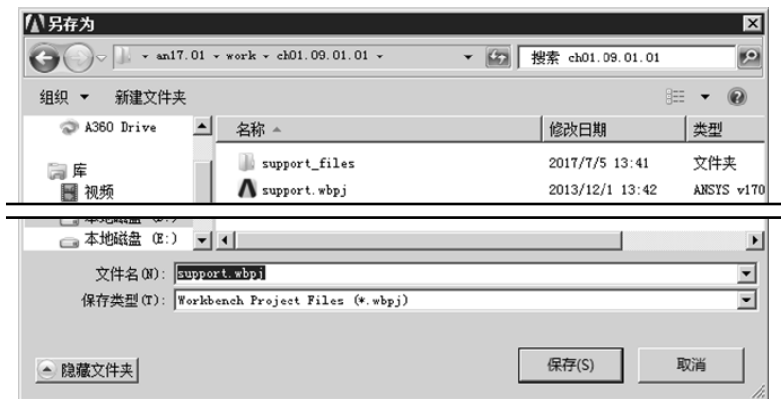 另存为
an17.01 work ch01.09.01.01
搜索 ch01.09.01.01
组织 新建文件夹
A360 Drive
名称 修改日期 类型
库
support_files 2017/7/5 13:41 文件夹
视频
support.wbpj 2013/12/1 13:42 ANSYS v170
本地磁盘 (E:)
文件名(N): support.wbpj
保存类型(T): Workbench Project Files (*.wbpj)
隐藏文件夹
保存(S) 取消